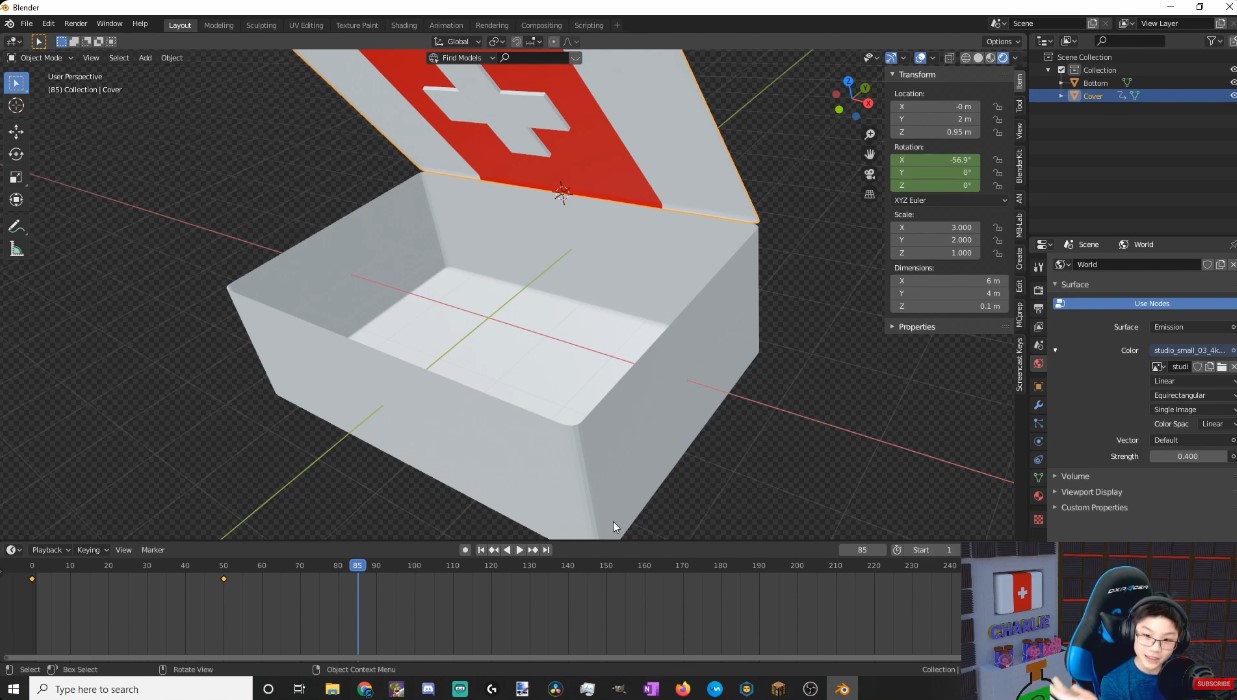 Blender
File Edit Render Window Help Layout Modeling Sculpting UV Editing Texture Paint Shading Animation Rendering Compositing Scripting + Scene View Layer
Global Options
Object Mode View Select Add Object Find Models
User Perspective
(85) Collection | Cover
Transform
Location:
X -0 m
Y 2 m
Z 0.95 m
Rotation:
X -56.9°
Y 0°
Z 0°
XYZ Euler
Scale:
X 3.000
Y 2.000
Z 1.000
Dimensions:
X 6 m
Y 4 m
Z 0.1 m
Properties
Item
Tool
View
BlenderKit
AN
MB-Lab
Create
Edit
MCprep
Screencast Keys
Scene Collection
Collection
Bottom
Cover
Scene World
World
Surface
Use Nodes
Surface Emission
Color studio_small_03_4k...
studi
Linear
Equirectangular
Single Image
Color Spac Linear
Vector Default
Strength 0.400
Volume
Viewport Display
Custom Properties
Playback Keying View Marker 85 Start 1
0 10 20 30 40 50 60 70 80 85 90 100 110 120 130 140 150 160 170 180 190 200 210 220 230 240
Select Box Select Rotate View Object Context Menu Collection |
DXRACER
CHARLIE
SUBSCRIBE
Type here to search